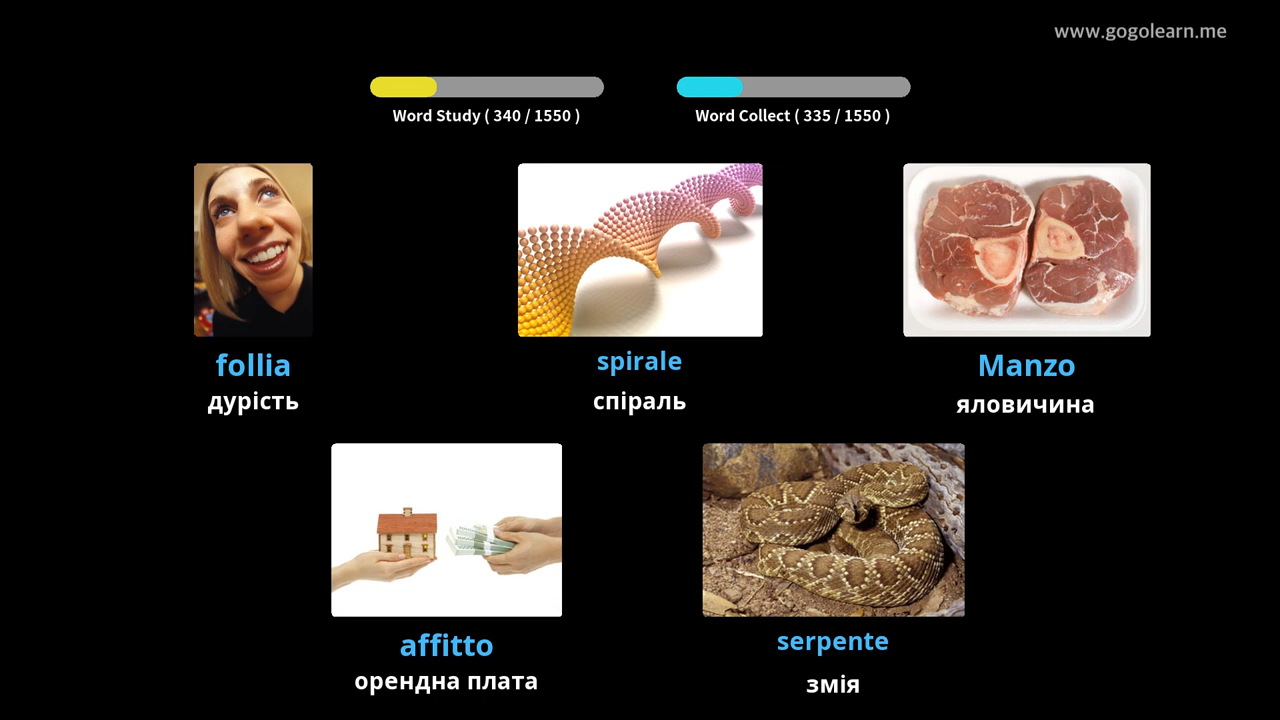 www.gogolearn.me
Word Study ( 340 / 1550 )
Word Collect ( 335 / 1550 )
follia
дурість
spirale
спіраль
Manzo
яловичина
affitto
орендна плата
serpente
змія